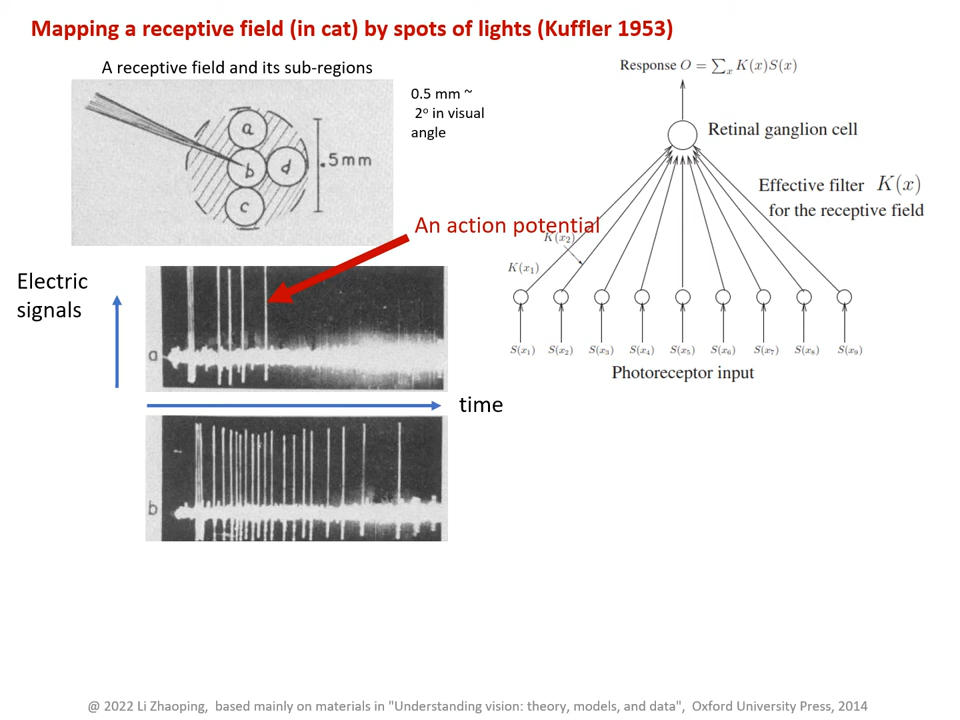 Mapping a receptive field (in cat) by spots of lights (Kuffler 1953)
A receptive field and its sub-regions
a
b
d
c
.5mm
0.5 mm ~
2° in visual
angle
Response O = ∑ₓ K(x)S(x)
Retinal ganglion cell
Effective filter K(x)
for the receptive field
An action potential
K(x₂)
K(x₁)
S(x₁) S(x₂) S(x₃) S(x₄) S(x₅) S(x₆) S(x₇) S(x₈) S(x₉)
Photoreceptor input
Electric
signals
a
time
b
@ 2022 Li Zhaoping, based mainly on materials in "Understanding vision: theory, models, and data", Oxford University Press, 2014